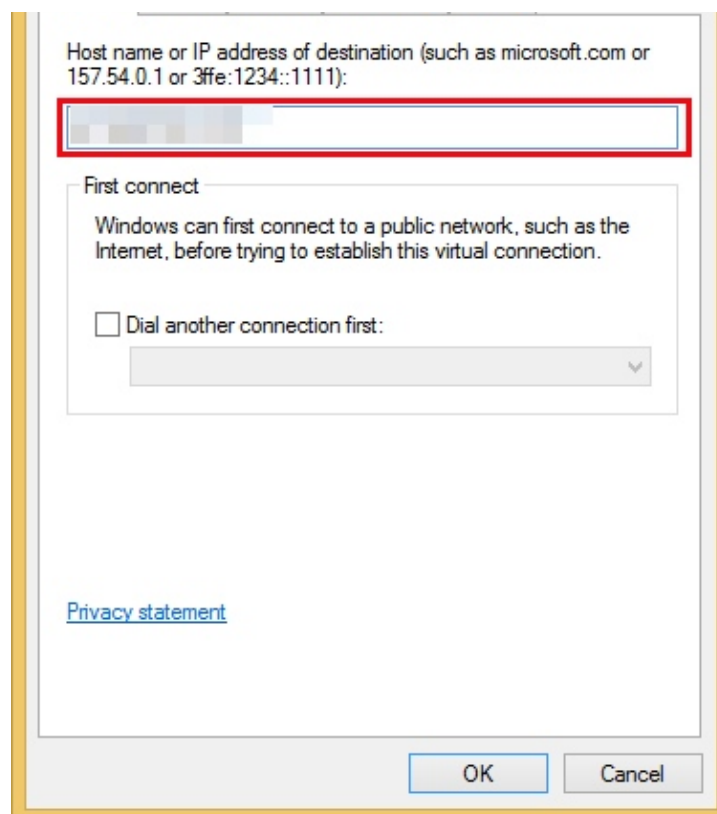 Host name or IP address of destination (such as microsoft.com or
157.54.0.1 or 3ffe:1234::1111):
First connect
Windows can first connect to a public network, such as the
Internet, before trying to establish this virtual connection.
Dial another connection first:
Privacy statement
OK
Cancel